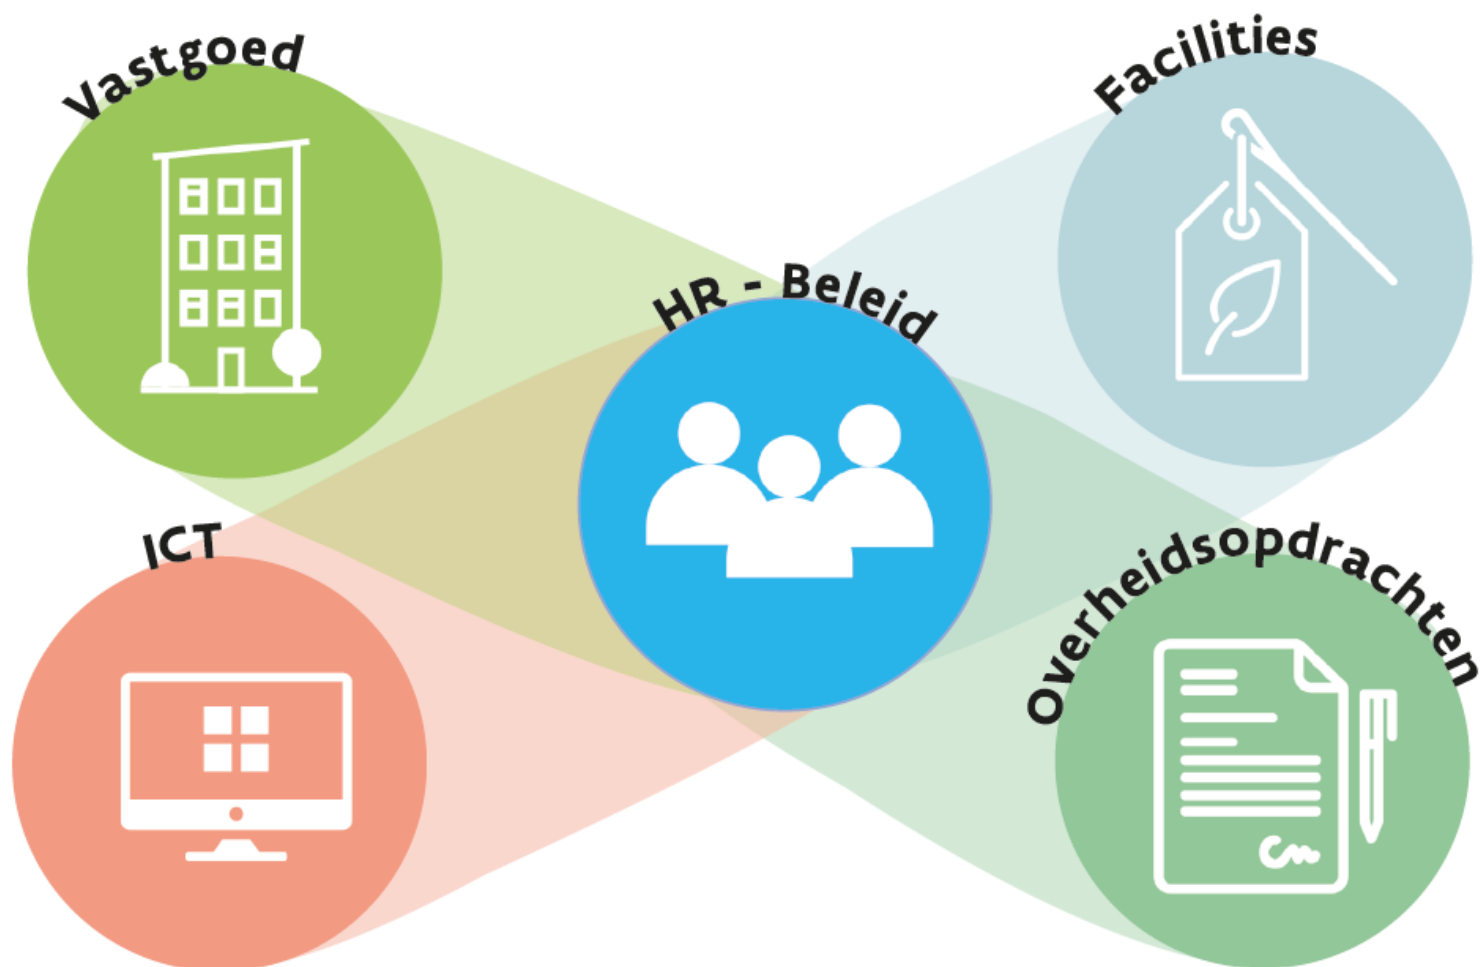 Vastgoed
Facilities
HR - Beleid
ICT
Overheidsopdrachten